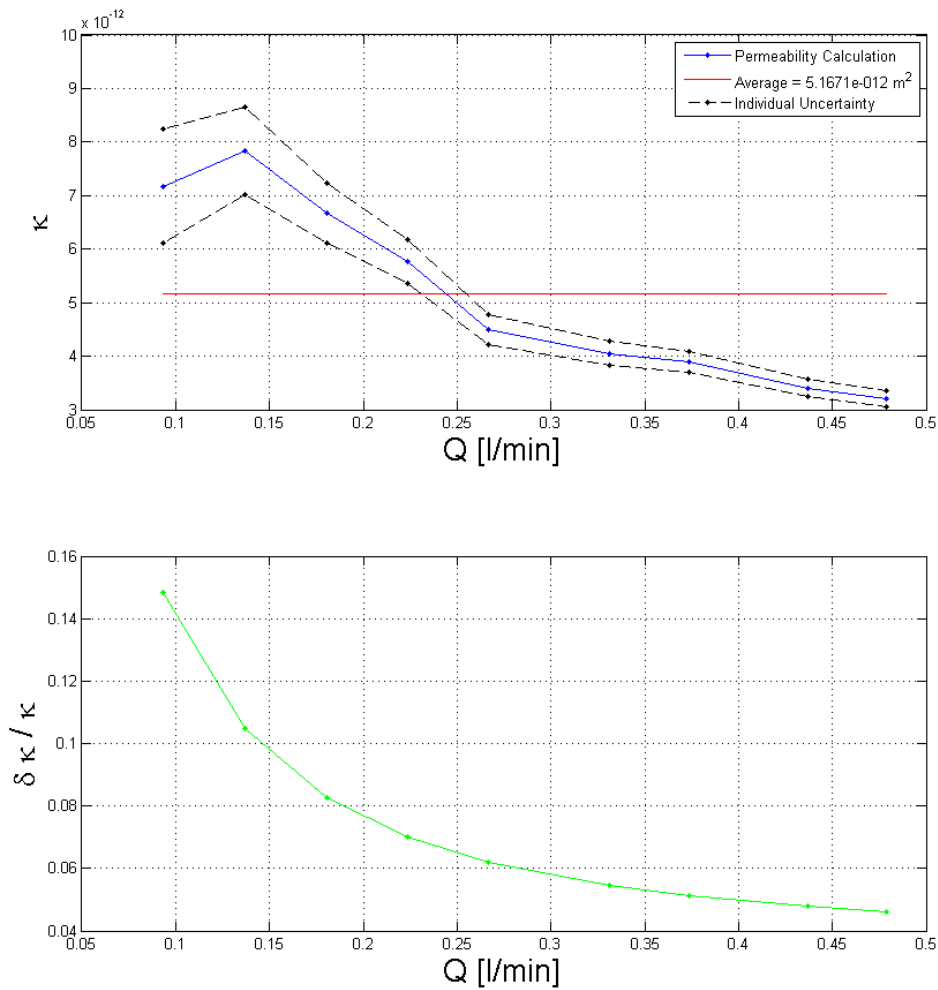 x 10^-12
10
9
8
7
6
5
4
3
κ
Permeability Calculation
Average = 5.1671e-012 m²
Individual Uncertainty
0.05 0.1 0.15 0.2 0.25 0.3 0.35 0.4 0.45 0.5
Q [l/min]
0.16
0.14
0.12
0.1
0.08
0.06
0.04
δ κ / κ
0.05 0.1 0.15 0.2 0.25 0.3 0.35 0.4 0.45 0.5
Q [l/min]